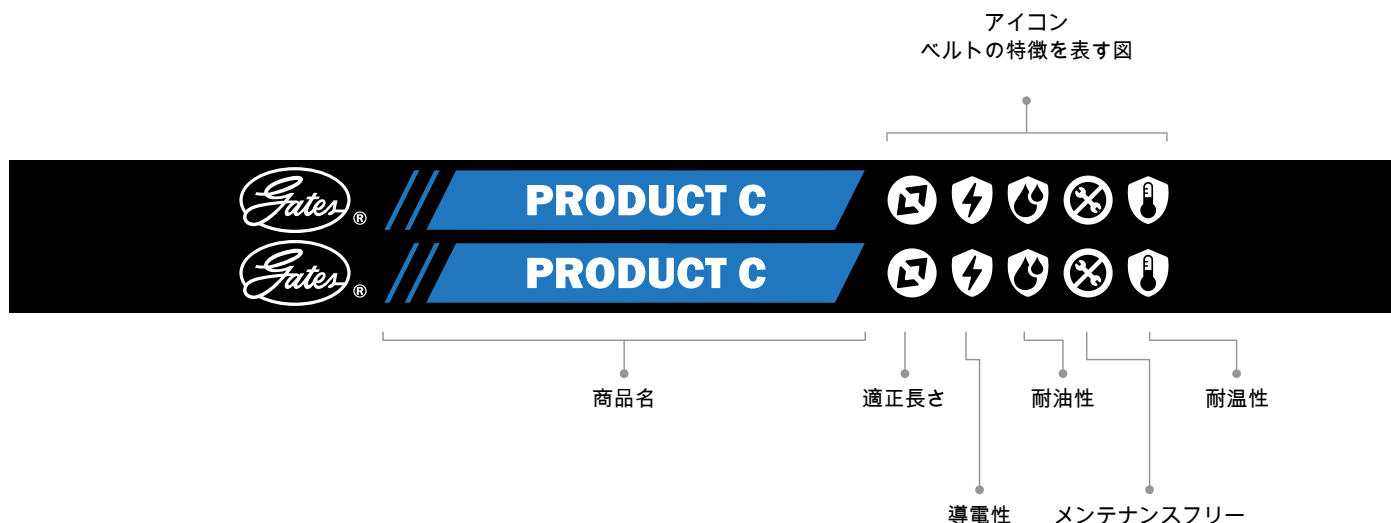 アイコン
ベルトの特徴を表す図
Gates® PRODUCT C
Gates® PRODUCT C
商品名 適正長さ 耐油性 耐温性
導電性 メンテナンスフリー